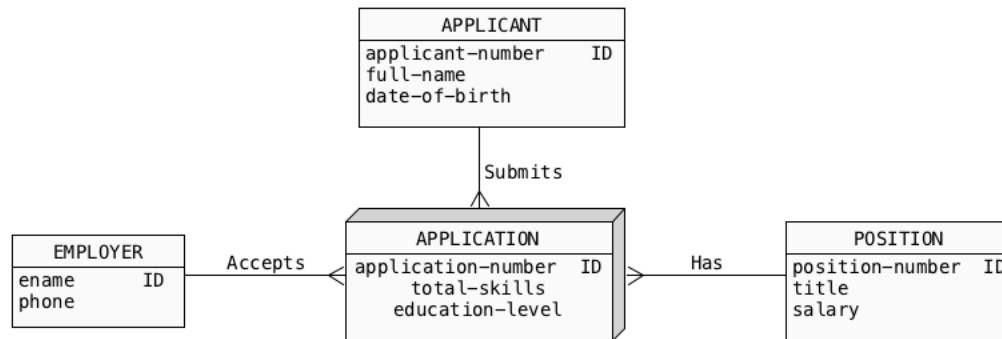 APPLICANT
applicant-number ID
full-name
date-of-birth
Submits
EMPLOYER
ename ID
phone
Accepts
APPLICATION
application-number ID
total-skills
education-level
Has
POSITION
position-number ID
title
salary